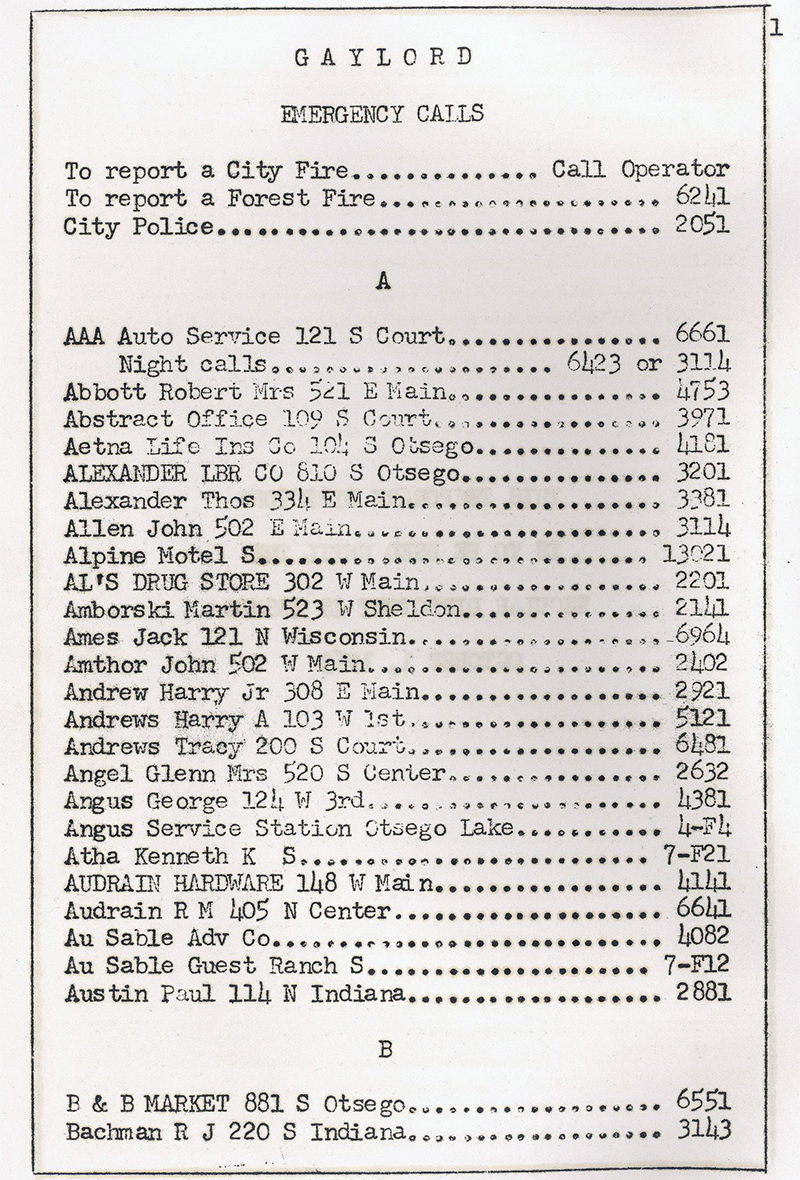 1
GAYLORD
EMERGENCY CALLS
To report a City Fire.............. Call Operator
To report a Forest Fire..................... 6241
City Police................................. 2051
A
AAA Auto Service 121 S Court................ 6661
Night calls..................... 6423 or 3114
Abbott Robert Mrs 521 E Main................ 4753
Abstract Office 109 S Court................. 3971
Aetna Life Ins Co 104 S Otsego.............. 4181
ALEXANDER LBR CO 810 S Otsego............... 3201
Alexander Thos 334 E Main................... 3381
Allen John 502 E Main....................... 3114
Alpine Motel S............................. 13021
AL'S DRUG STORE 302 W Main.................. 2201
Amborski Martin 523 W Sheldon............... 2141
Ames Jack 121 N Wisconsin................... 6964
Amthor John 502 W Main...................... 2402
Andrew Harry Jr 308 E Main.................. 2921
Andrews Harry A 103 W 1st................... 5121
Andrews Tracy 200 S Court................... 6481
Angel Glenn Mrs 520 S Center................ 2632
Angus George 124 W 3rd...................... 4381
Angus Service Station Otsego Lake........... 4-F4
Atha Kenneth K S.......................... 7-F21
AUDRAIN HARDWARE 148 W Main................. 4141
Audrain R M 405 N Center.................... 6641
Au Sable Adv Co............................. 4082
Au Sable Guest Ranch S..................... 7-F12
Austin Paul 114 N Indiana................... 2881
B
B & B MARKET 881 S Otsego................... 6551
Bachman R J 220 S Indiana................... 3143